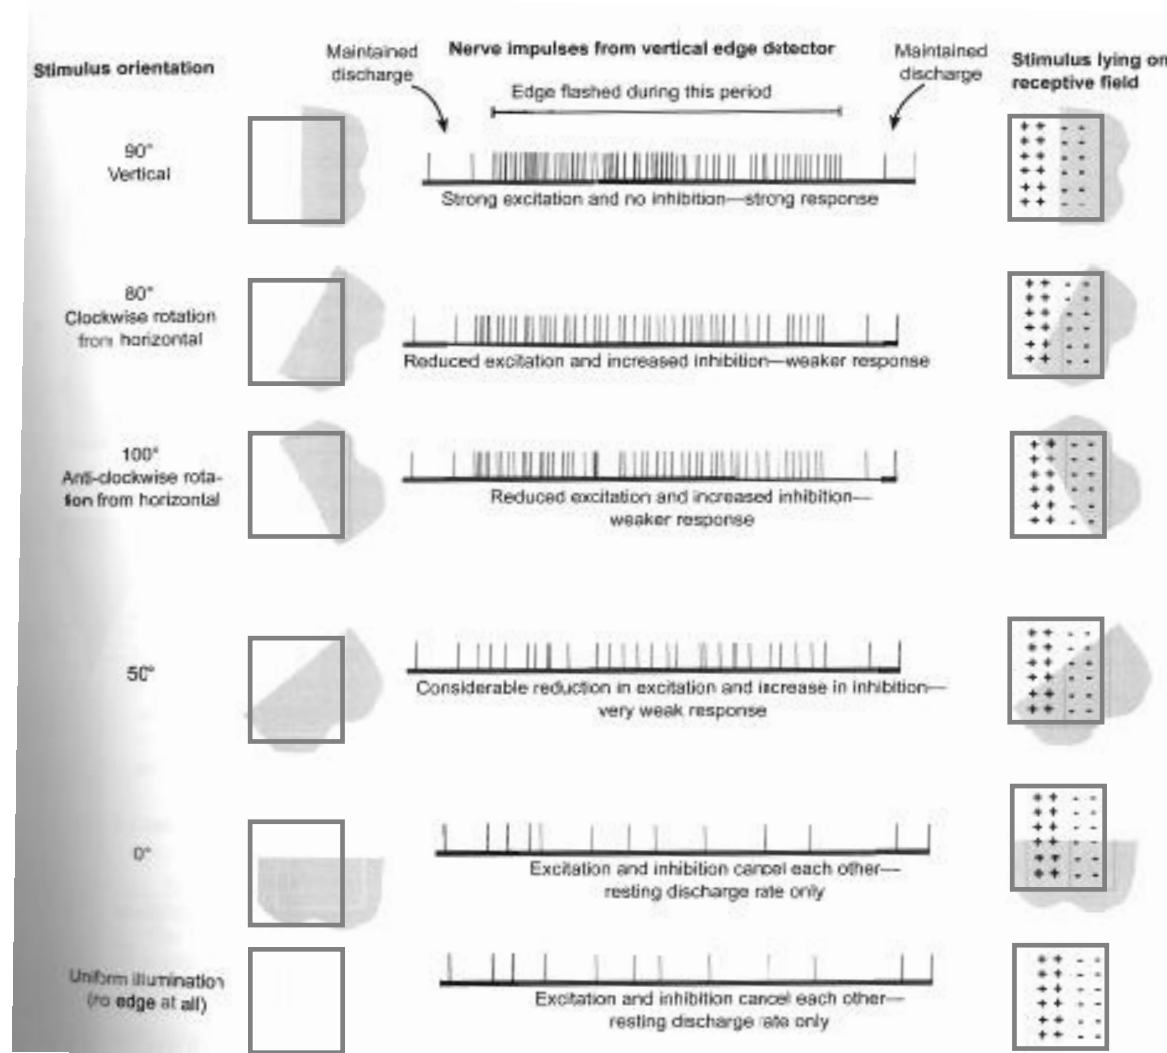 Stimulus orientation
Maintained
discharge
Nerve impulses from vertical edge detector
Edge flashed during this period
Maintained
discharge
Stimulus lying on
receptive field
90°
Vertical
Strong excitation and no inhibition—strong response
80°
Clockwise rotation
from horizontal
Reduced excitation and increased inhibition—weaker response
100°
Anti-clockwise rota-
tion from horizontal
Reduced excitation and increased inhibition—
weaker response
50°
Considerable reduction in excitation and increase in inhibition—
very weak response
0°
Excitation and inhibition cancel each other—
resting discharge rate only
Uniform illumination
(no edge at all)
Excitation and inhibition cancel each other—
resting discharge rate only